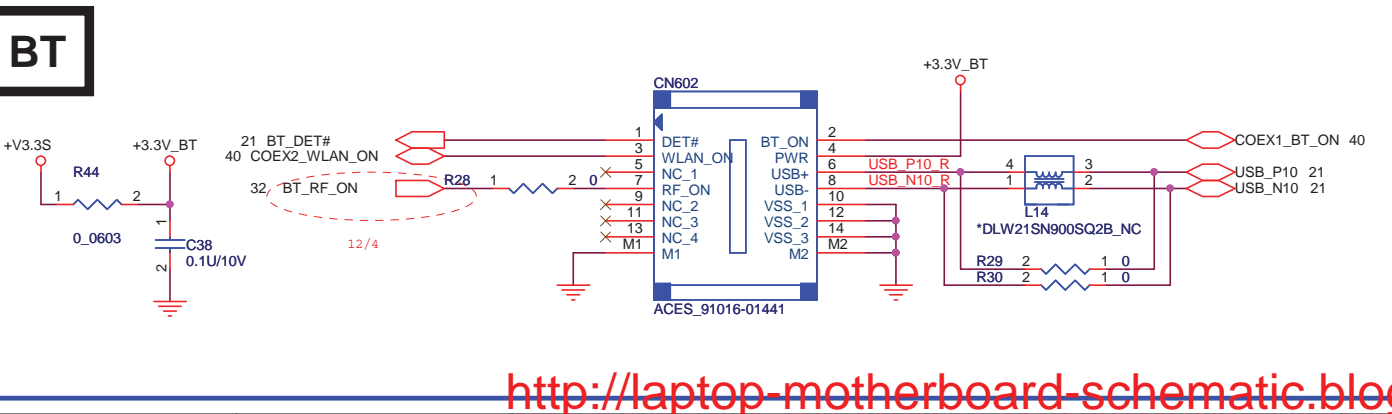 BT
+V3.3S
+3.3V_BT
R44
1 2
0_0603
1
C38
0.1U/10V
2
21 BT_DET#
40 COEX2_WLAN_ON
32 BT_RF_ON
R28 1 2 0
12/4
CN602
1 DET#
3 WLAN_ON
5 NC_1
7 RF_ON
9 NC_2
11 NC_3
13 NC_4
M1 M1
BT_ON 2
PWR 4
USB+ 6
USB- 8
VSS_1 10
VSS_2 12
VSS_3 14
M2 M2
ACES_91016-01441
+3.3V_BT
USB_P10_R
USB_N10_R
4 3
1 2
L14
*DLW21SN900SQ2B_NC
R29 2 1 0
R30 2 1 0
COEX1_BT_ON 40
USB_P10 21
USB_N10 21
http://laptop-motherboard-schematic.blo